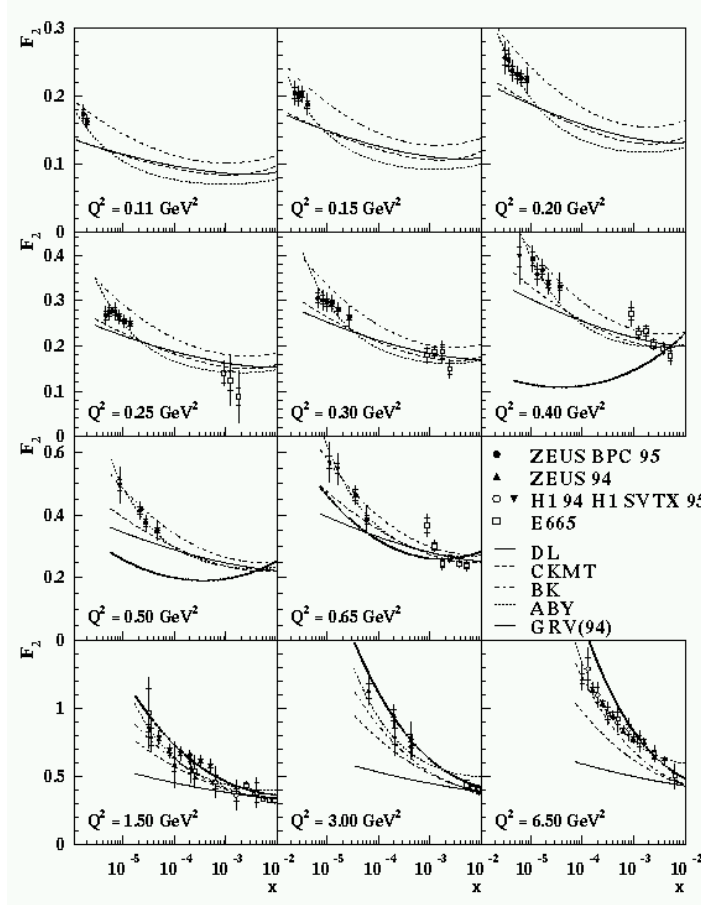 F₂
0.3
0.2
0.1
0
Q² = 0.11 GeV²
Q² = 0.15 GeV²
Q² = 0.20 GeV²
F₂
0.4
0.3
0.2
0.1
0
Q² = 0.25 GeV²
Q² = 0.30 GeV²
Q² = 0.40 GeV²
F₂
0.6
0.4
0.2
0
Q² = 0.50 GeV²
Q² = 0.65 GeV²
ZEUS BPC 95
ZEUS 94
H1 94 H1 SVTX 95
E665
DL
CKMT
BK
ABY
GRV(94)
F₂
1
0.5
0
Q² = 1.50 GeV²
Q² = 3.00 GeV²
Q² = 6.50 GeV²
10⁻⁵ 10⁻⁴ 10⁻³ 10⁻² 10⁻⁵ 10⁻⁴ 10⁻³ 10⁻² 10⁻⁵ 10⁻⁴ 10⁻³ 10⁻²
x x x